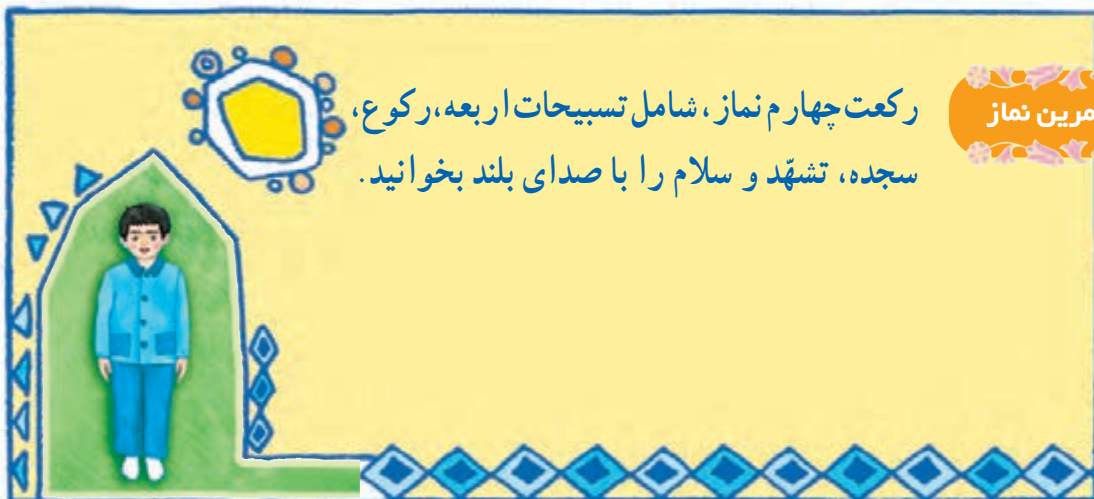 مرین نماز
رکعت چهارم نماز، شامل تسبیحات اربعه، رکوع،
سجده، تشهّد و سلام را با صدای بلند بخوانید.